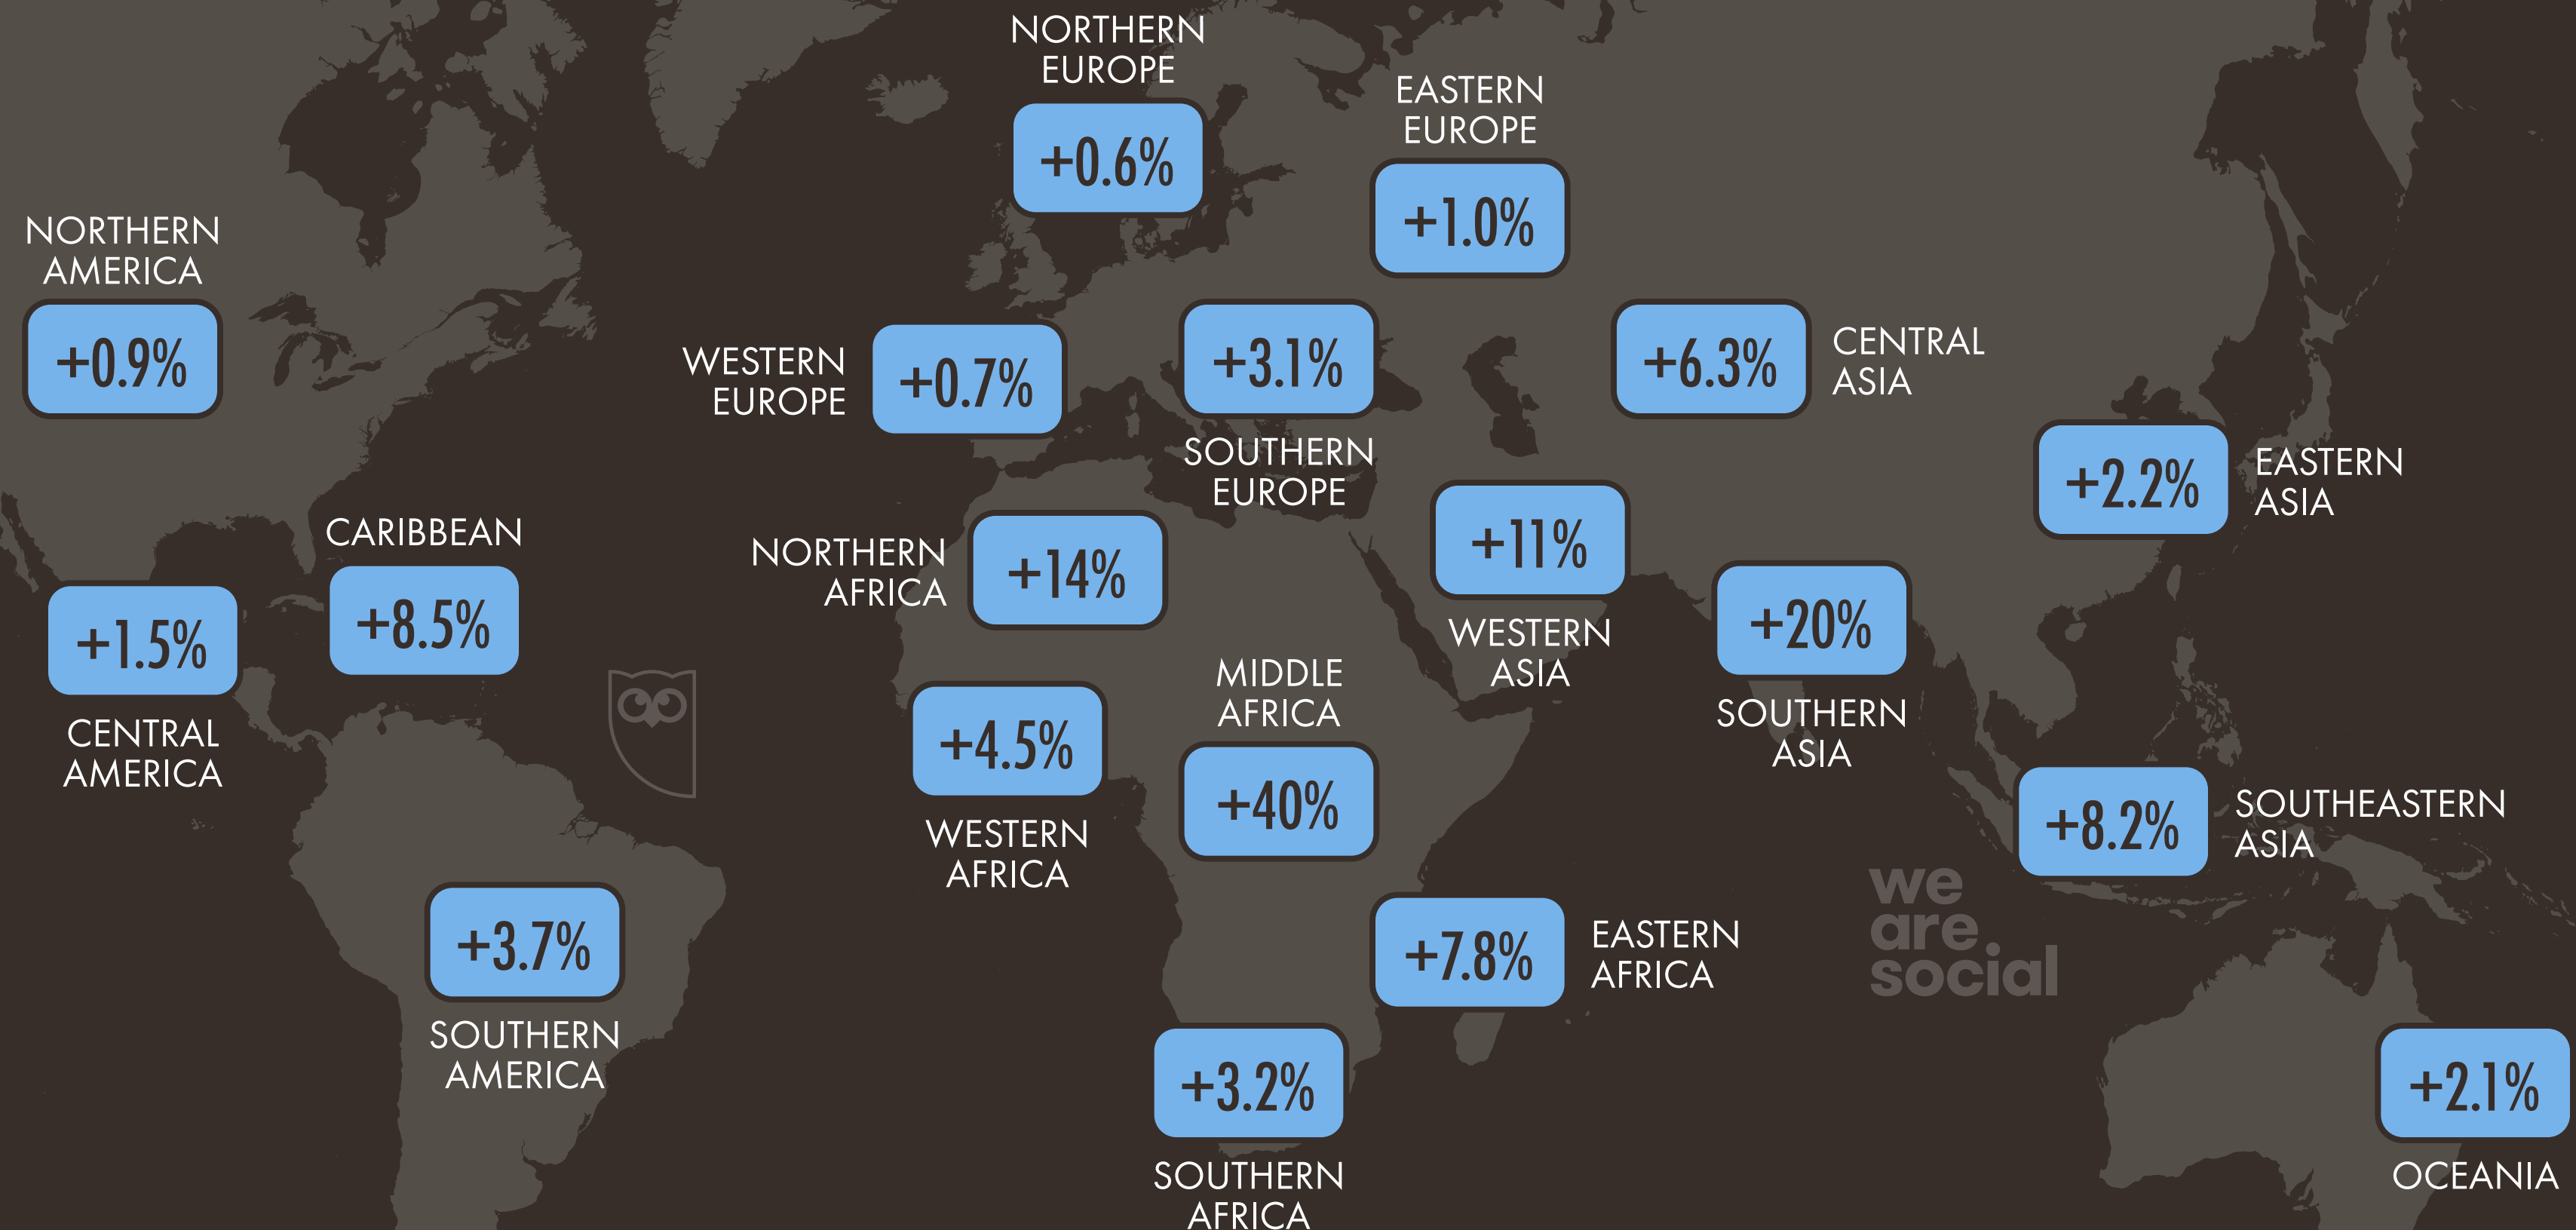 NORTHERN
EUROPE
+0.6%
EASTERN
EUROPE
+1.0%
NORTHERN
AMERICA
+0.9%
WESTERN
EUROPE
+0.7%
+3.1%
SOUTHERN
EUROPE
+6.3%
CENTRAL
ASIA
+2.2%
EASTERN
ASIA
CARIBBEAN
+8.5%
NORTHERN
AFRICA
+14%
+11%
WESTERN
ASIA
+20%
SOUTHERN
ASIA
+1.5%
CENTRAL
AMERICA
+4.5%
WESTERN
AFRICA
MIDDLE
AFRICA
+40%
+8.2%
SOUTHEASTERN
ASIA
+3.7%
SOUTHERN
AMERICA
+7.8%
EASTERN
AFRICA
we
are
social
+3.2%
SOUTHERN
AFRICA
+2.1%
OCEANIA